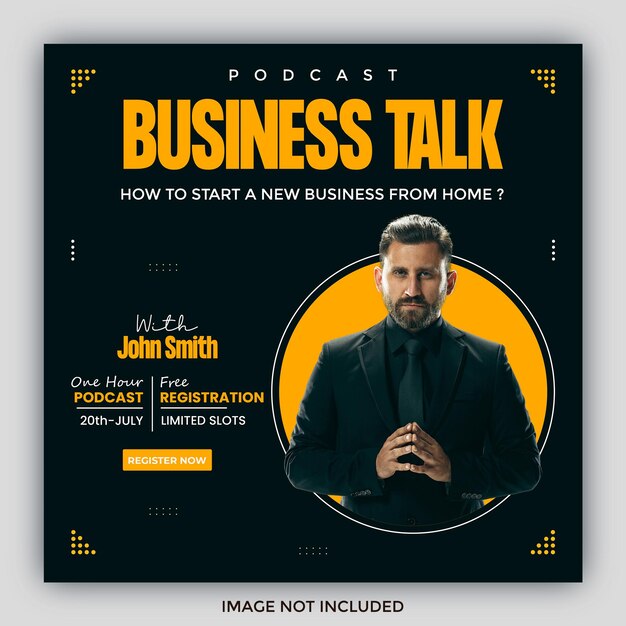 PODCAST
BUSINESS TALK
HOW TO START A NEW BUSINESS FROM HOME ?
With
John Smith
One Hour
PODCAST
20th-JULY
Free
REGISTRATION
LIMITED SLOTS
REGISTER NOW
IMAGE NOT INCLUDED